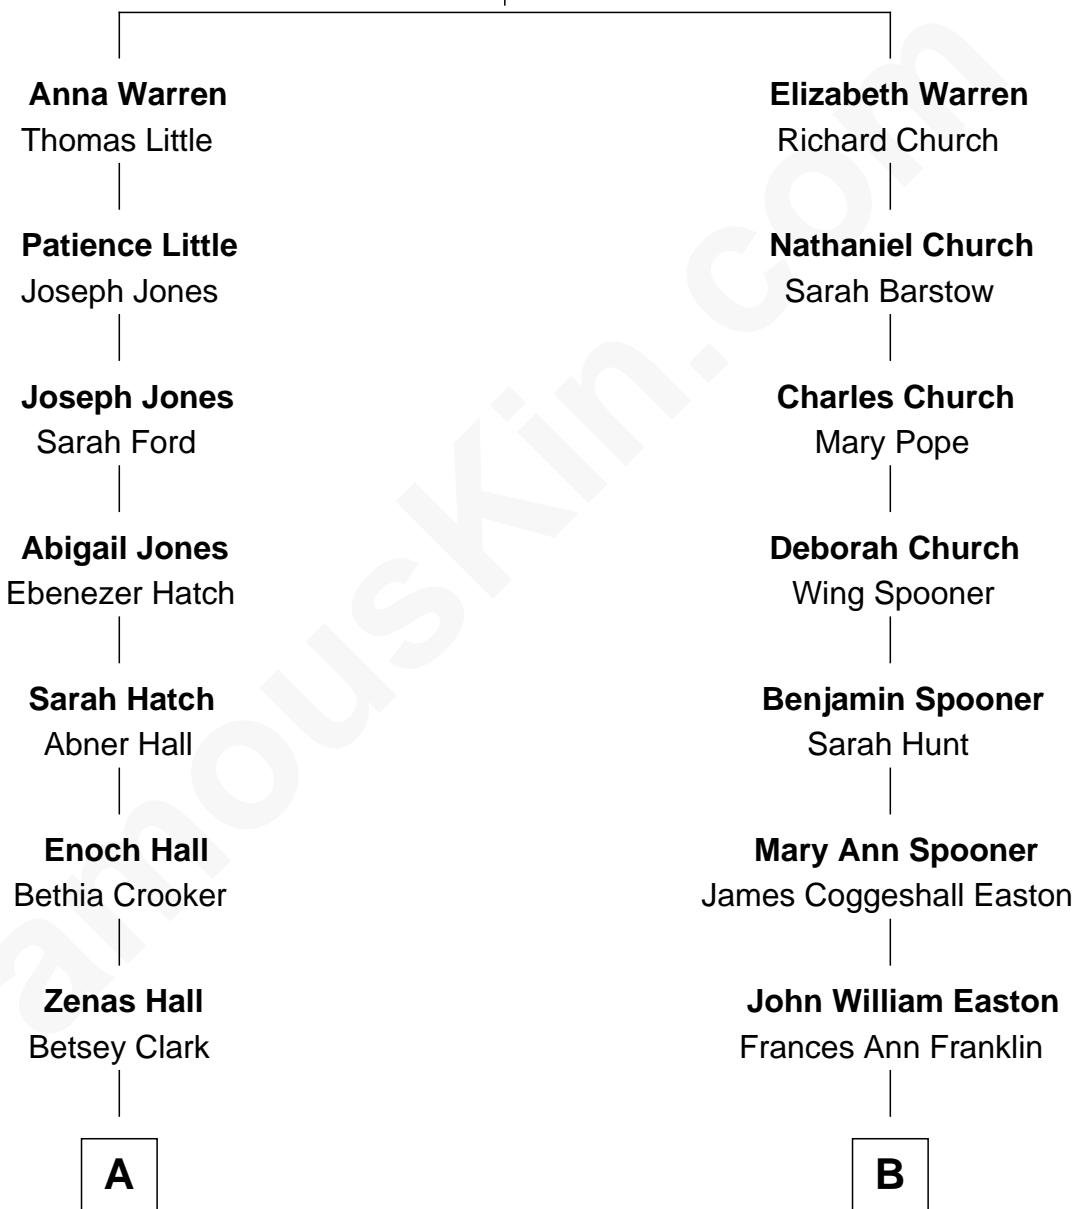 Anna Warren
Thomas Little
Patience Little
Joseph Jones
Joseph Jones
Sarah Ford
Abigail Jones
Ebenezer Hatch
Sarah Hatch
Abner Hall
Enoch Hall
Bethia Crooker
Zenas Hall
Betsey Clark
A
Elizabeth Warren
Richard Church
Nathaniel Church
Sarah Barstow
Charles Church
Mary Pope
Deborah Church
Wing Spooner
Benjamin Spooner
Sarah Hunt
Mary Ann Spooner
James Coggeshall Easton
John William Easton
Frances Ann Franklin
B
amousKin.com